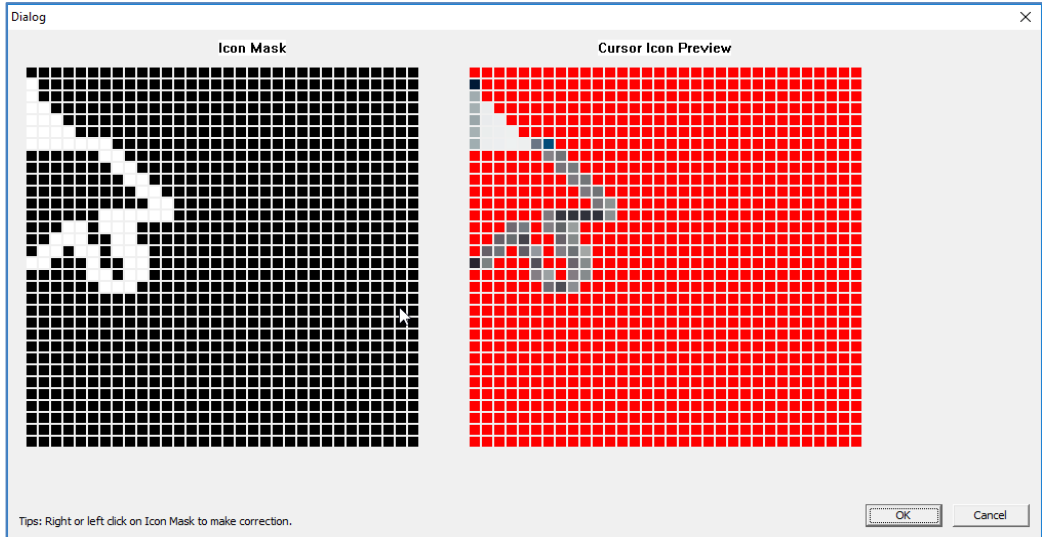 Dialog
Icon Mask
Cursor Icon Preview
Tips: Right or left click on Icon Mask to make correction.
OK
Cancel